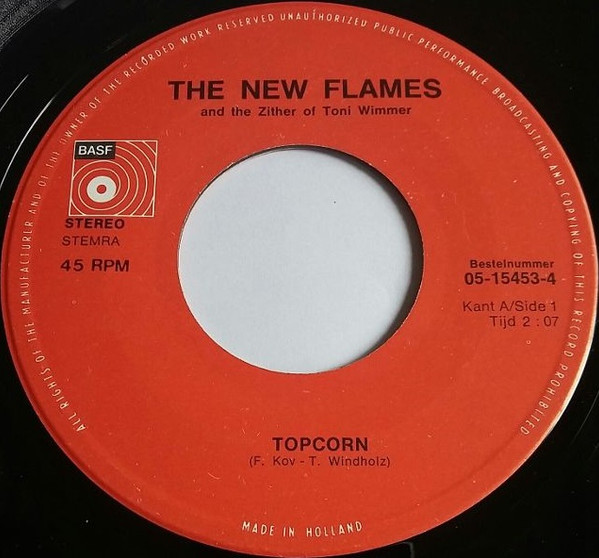 ALL RIGHTS OF THE MANUFACTURER AND OF THE OWNER OF THE RECORDED WORK RESERVED UNAUTHORIZED PUBLIC PERFORMANCE BROADCASTING AND COPYING OF THIS RECORD PROHIBITED
THE NEW FLAMES
and the Zither of Toni Wimmer
BASF
STEREO
STEMRA
45 RPM
Bestelnummer
05-15453-4
Kant A/Side 1
Tijd 2 : 07
TOPCORN
(F. Kov - T. Windholz)
MADE IN HOLLAND